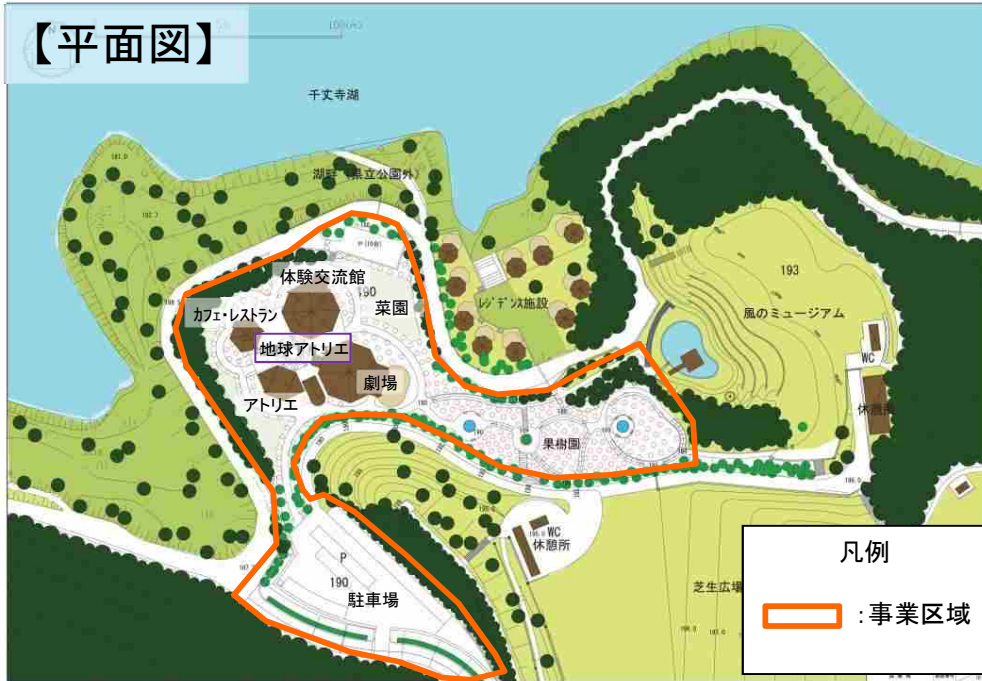 【平面図】
100(m)
千丈寺湖
湖畔(県立公園外)
体験交流館
190
193
カフェ・レストラン
菜園
レジデンス施設
風のミュージアム
地球アトリエ
劇場
WC
アトリエ
休憩所
果樹園
WC
休憩所
P
190
駐車場
芝生広場
凡例
:事業区域